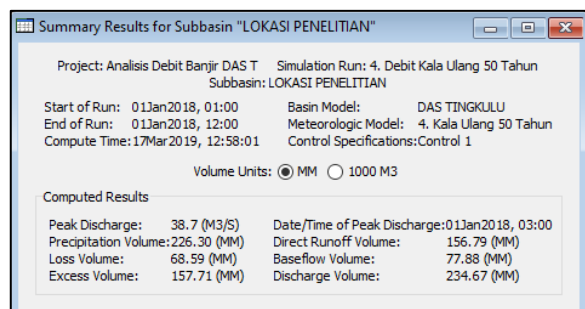 Summary Results for Subbasin "LOKASI PENELITIAN"
Project: Analisis Debit Banjir DAS T Simulation Run: 4. Debit Kala Ulang 50 Tahun
Subbasin: LOKASI PENELITIAN
Start of Run: 01Jan2018, 01:00 Basin Model: DAS TINGKULU
End of Run: 01Jan2018, 12:00 Meteorologic Model: 4. Kala Ulang 50 Tahun
Compute Time:17Mar2019, 12:58:01 Control Specifications:Control 1
Volume Units: MM 1000 M3
Computed Results
Peak Discharge: 38.7 (M3/S) Date/Time of Peak Discharge:01Jan2018, 03:00
Precipitation Volume:226.30 (MM) Direct Runoff Volume: 156.79 (MM)
Loss Volume: 68.59 (MM) Baseflow Volume: 77.88 (MM)
Excess Volume: 157.71 (MM) Discharge Volume: 234.67 (MM)